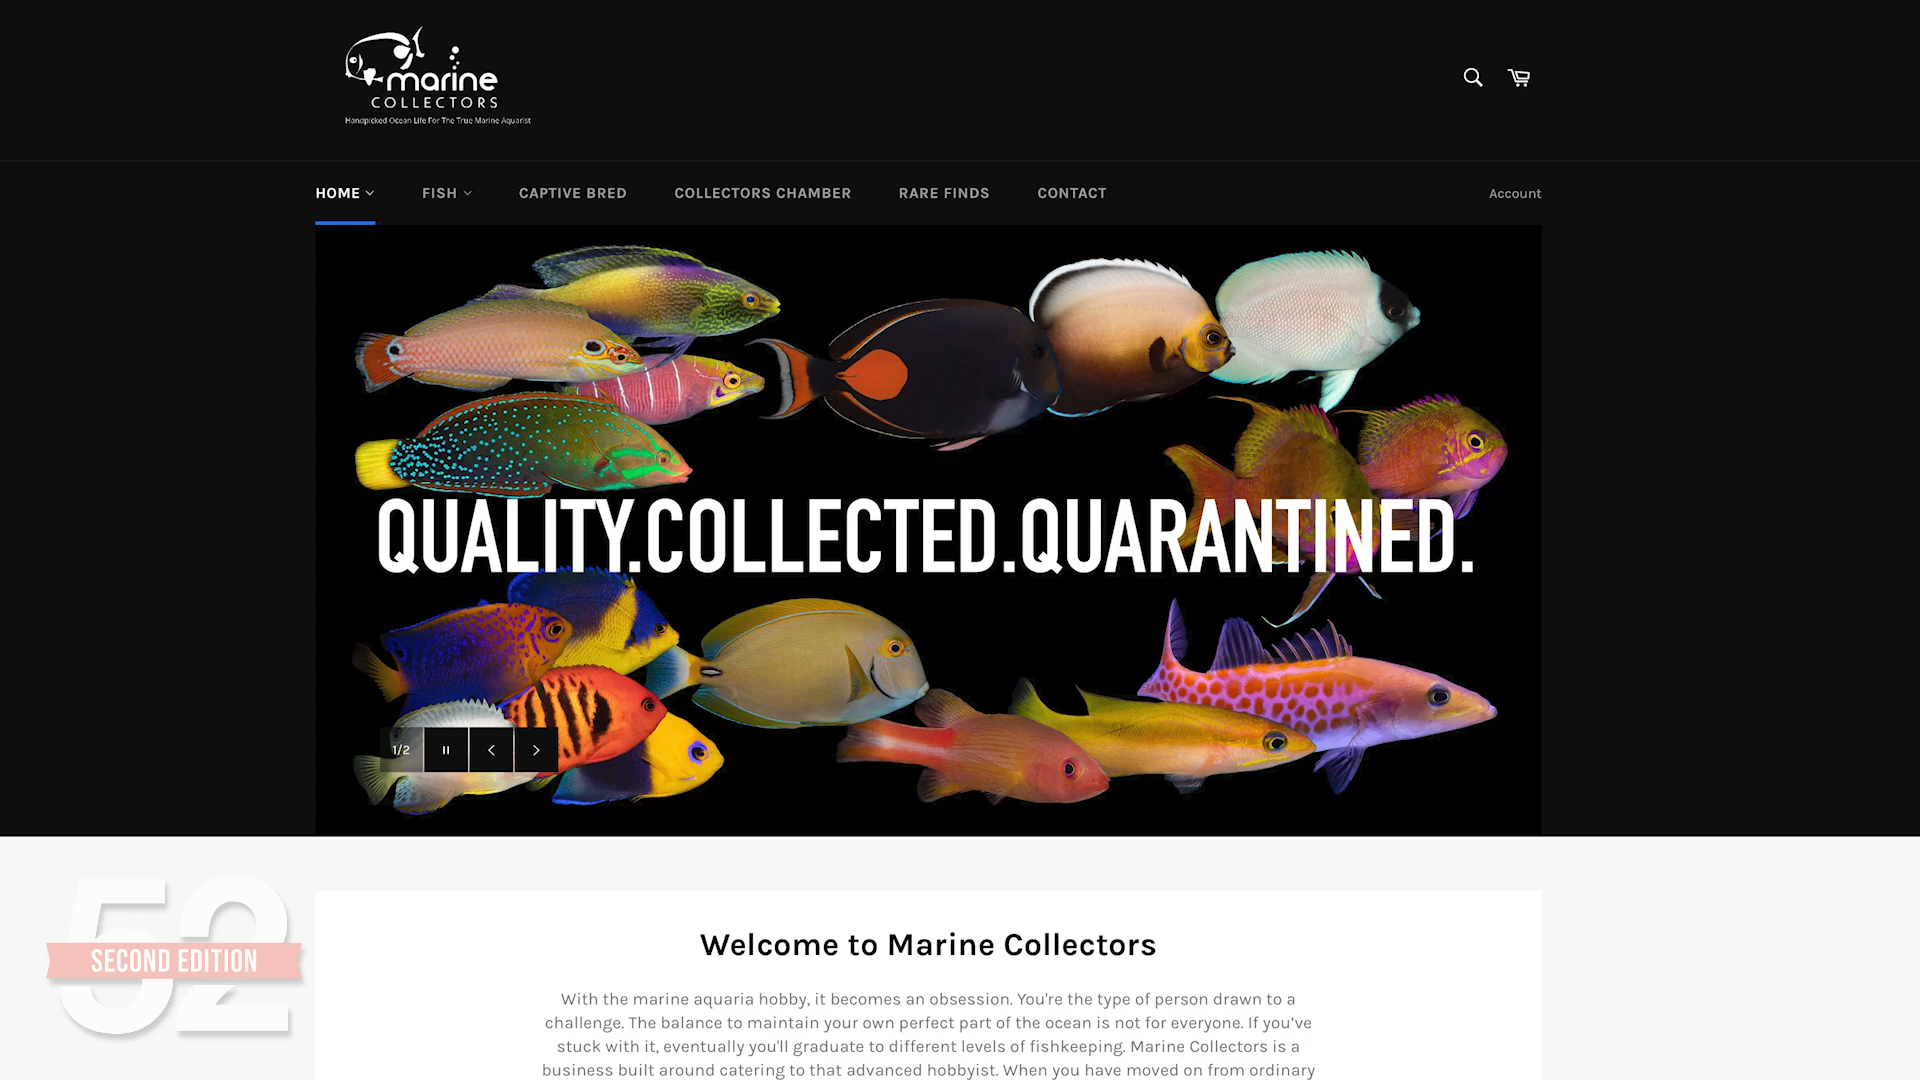 marine
COLLECTORS
Handpicked Ocean Life For The True Marine Aquarist
HOME
FISH
CAPTIVE BRED
COLLECTORS CHAMBER
RARE FINDS
CONTACT
Account
QUALITY.COLLECTED.QUARANTINED.
1/2
52
SECOND EDITION
Welcome to Marine Collectors
With the marine aquaria hobby, it becomes an obsession. You're the type of person drawn to a
challenge. The balance to maintain your own perfect part of the ocean is not for everyone. If you’ve
stuck with it, eventually you'll graduate to different levels of fishkeeping. Marine Collectors is a
business built around catering to that advanced hobbyist. When you have moved on from ordinary